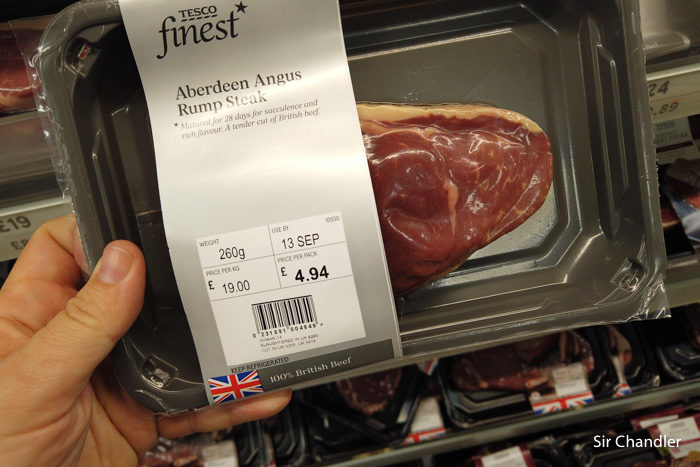 TESCO
finest*
Aberdeen Angus
Rump Steak
* Matured for 28 days for succulence and
rich flavour. A tender cut of British beef.
10930
WEIGHT
260g
USE BY
13 SEP
PRICE PER KG
£ 19.00
PRICE PER PACK
£ 4.94
KEEP REFRIGERATED
100% British Beef
£19
24
89
Sir Chandler